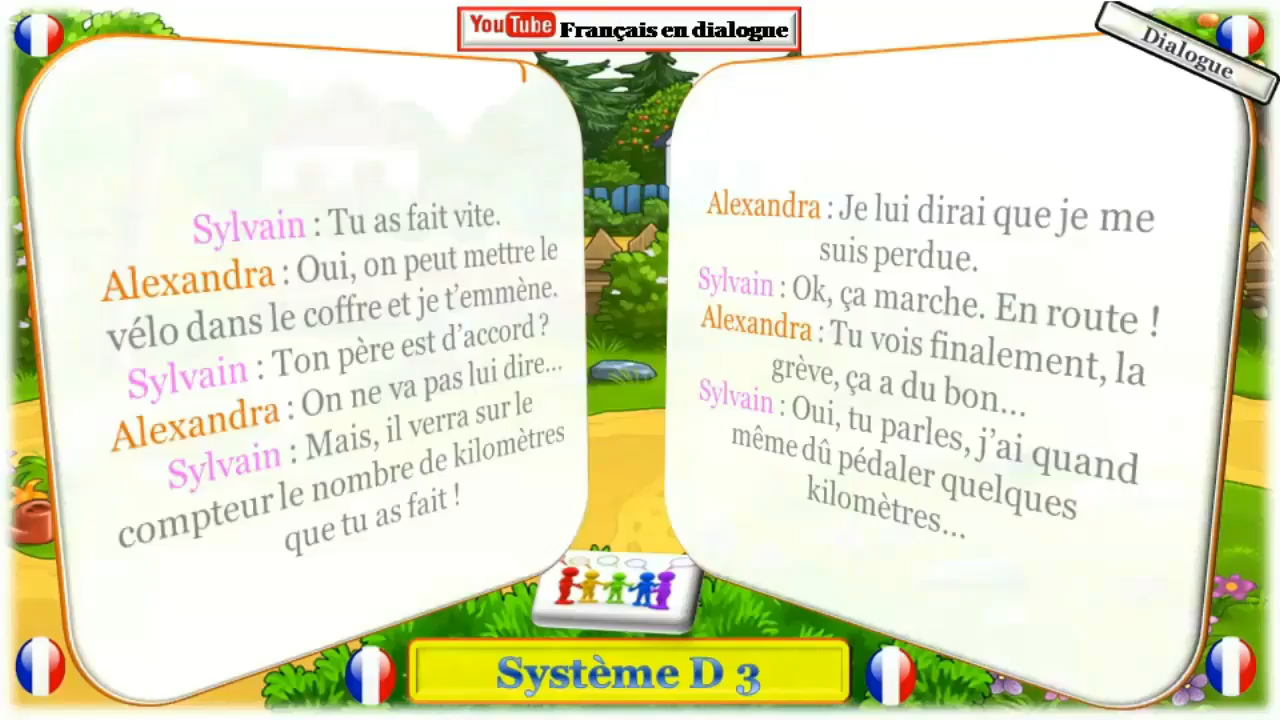 YouTube Français en dialogue
Dialogue
Sylvain : Tu as fait vite.
Alexandra : Oui, on peut mettre le
vélo dans le coffre et je t’emmène.
Sylvain : Ton père est d’accord ?
Alexandra : On ne va pas lui dire...
Sylvain : Mais, il verra sur le
compteur le nombre de kilomètres
que tu as fait !
Alexandra : Je lui dirai que je me
suis perdue.
Sylvain : Ok, ça marche. En route !
Alexandra : Tu vois finalement, la
grève, ça a du bon...
Sylvain : Oui, tu parles, j’ai quand
même dû pédaler quelques
kilomètres...
Système D 3